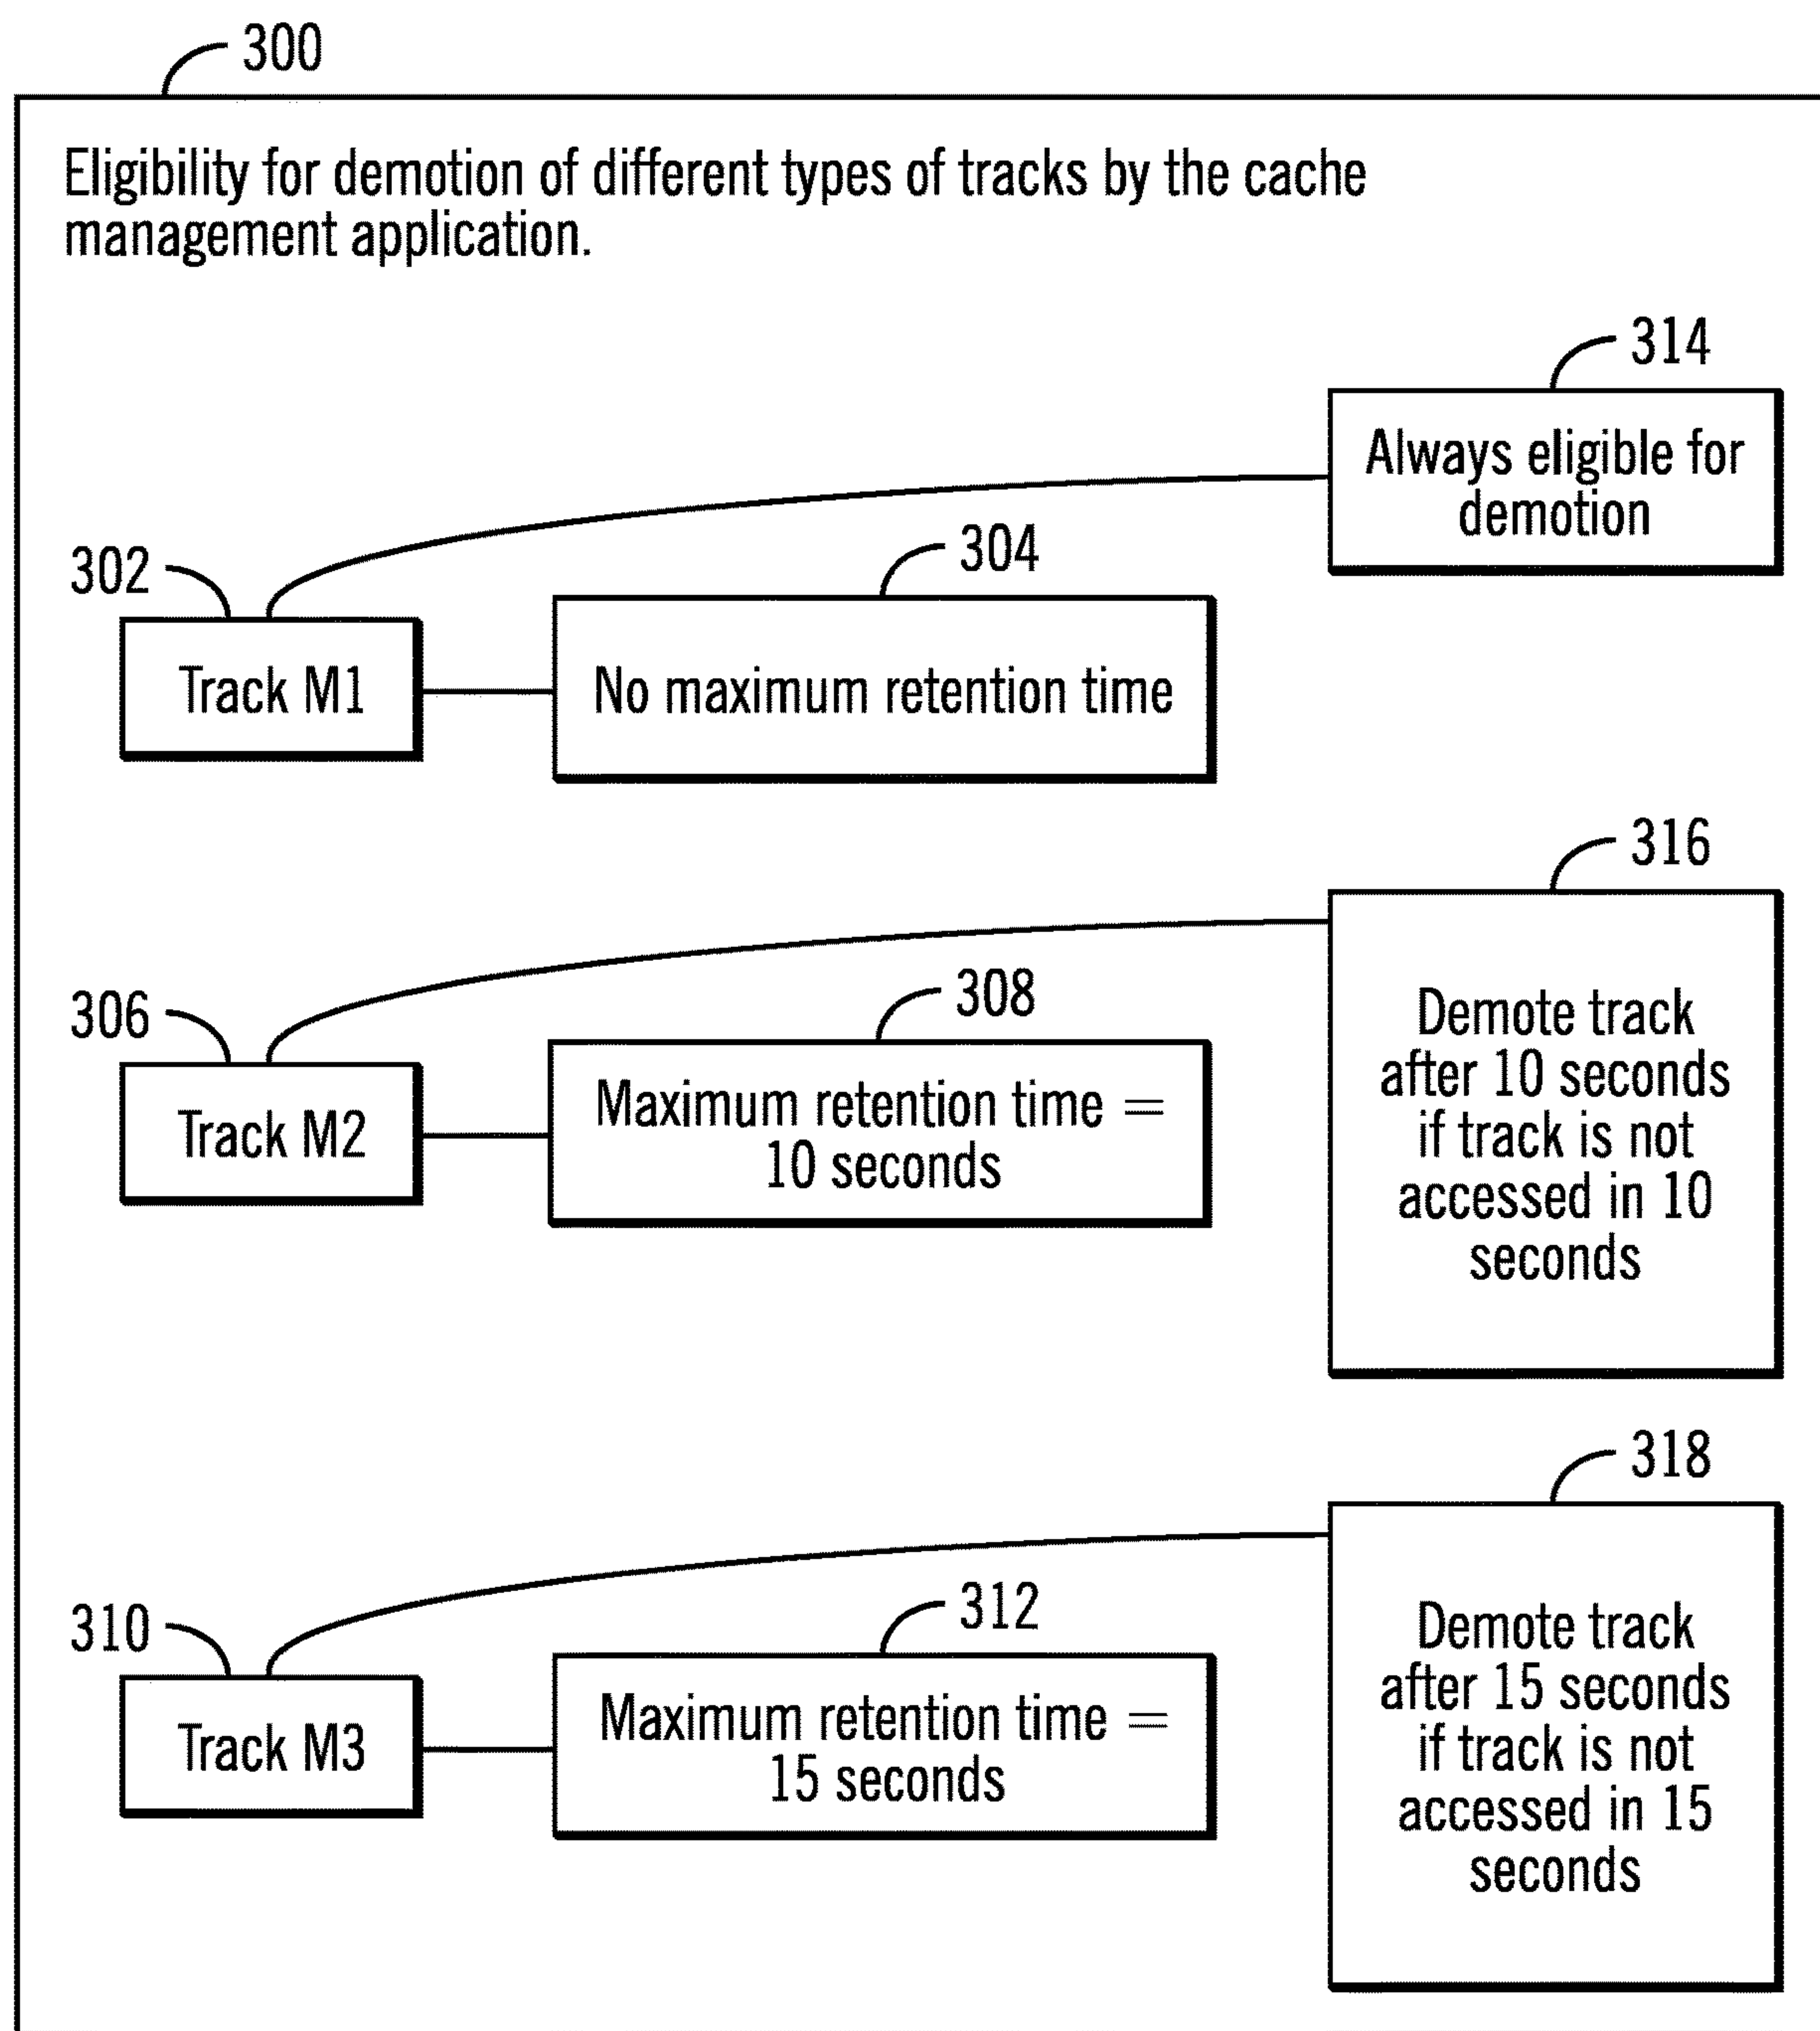 300
Eligibility for demotion of different types of tracks by the cache
management application.
314
Always eligible for
demotion
302
304
Track M1
No maximum retention time
316
Demote track
after 10 seconds
if track is not
accessed in 10
seconds
306
308
Track M2
Maximum retention time =
10 seconds
318
Demote track
after 15 seconds
if track is not
accessed in 15
seconds
310
312
Track M3
Maximum retention time =
15 seconds